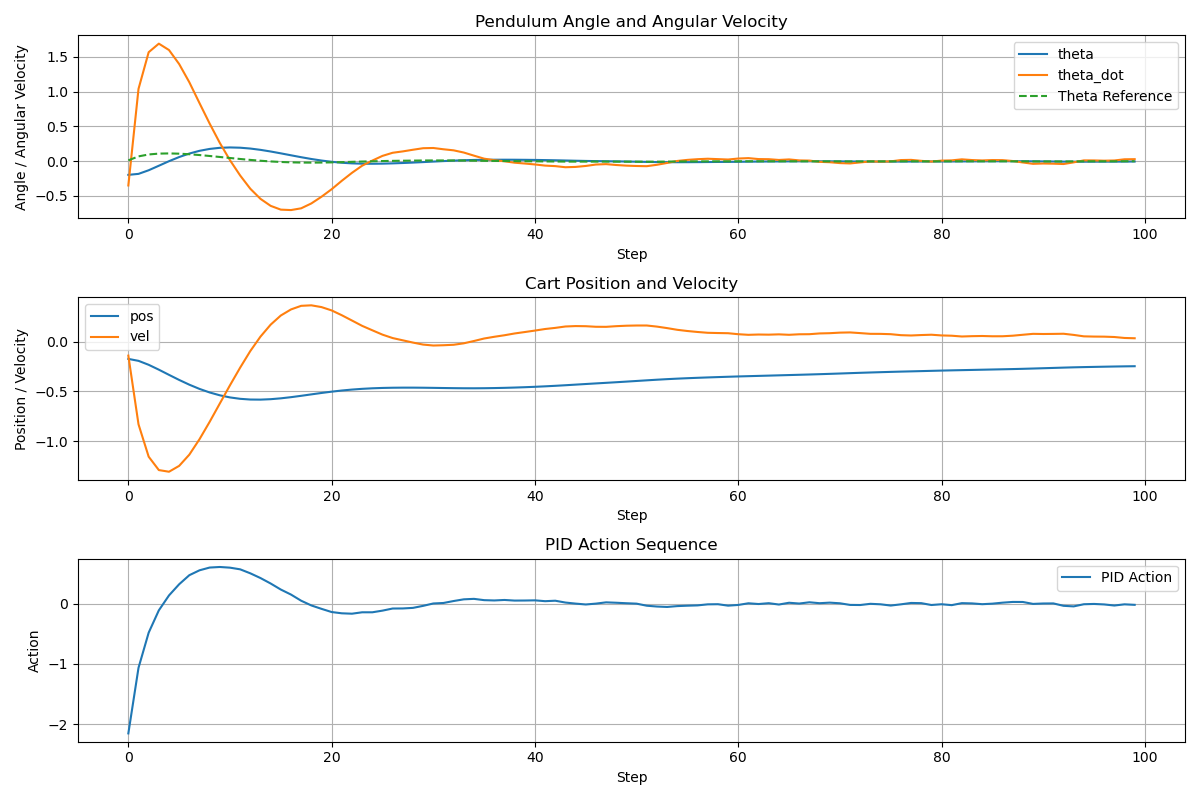 Pendulum Angle and Angular Velocity
Angle / Angular Velocity
1.5
1.0
0.5
0.0
−0.5
theta
theta_dot
Theta Reference
0 20 40 60 80 100
Step
Cart Position and Velocity
Position / Velocity
0.0
−0.5
−1.0
pos
vel
0 20 40 60 80 100
Step
PID Action Sequence
Action
0
−1
−2
PID Action
0 20 40 60 80 100
Step